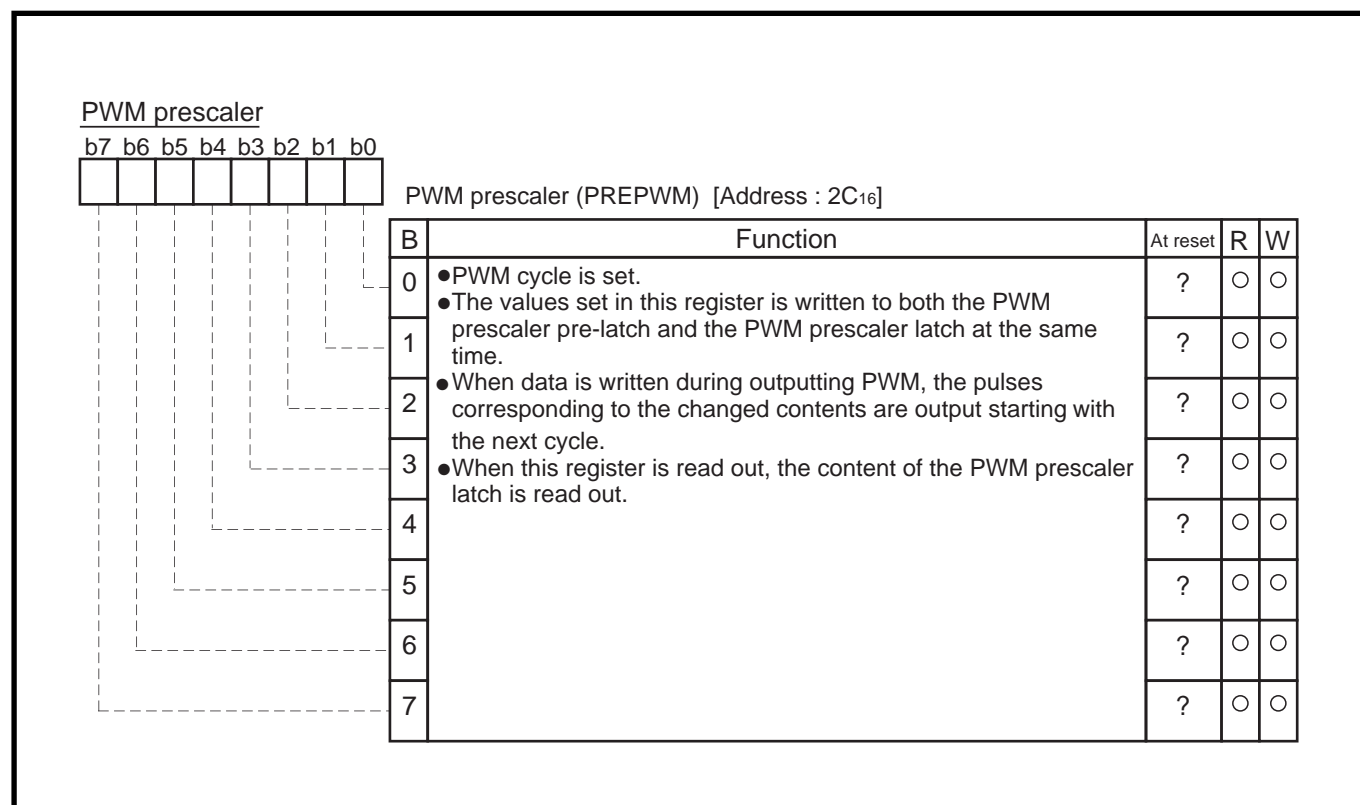 PWM prescaler
b7 b6 b5 b4 b3 b2 b1 b0
PWM prescaler (PREPWM) [Address : 2C16]
B Function At reset R W
0 ●PWM cycle is set. ? ○ ○
●The values set in this register is written to both the PWM
prescaler pre-latch and the PWM prescaler latch at the same
1 ? ○ ○
time.
●When data is written during outputting PWM, the pulses
2 ? ○ ○
corresponding to the changed contents are output starting with
the next cycle.
3 ●When this register is read out, the content of the PWM prescaler ? ○ ○
latch is read out.
4 ? ○ ○
5 ? ○ ○
6 ? ○ ○
7 ? ○ ○